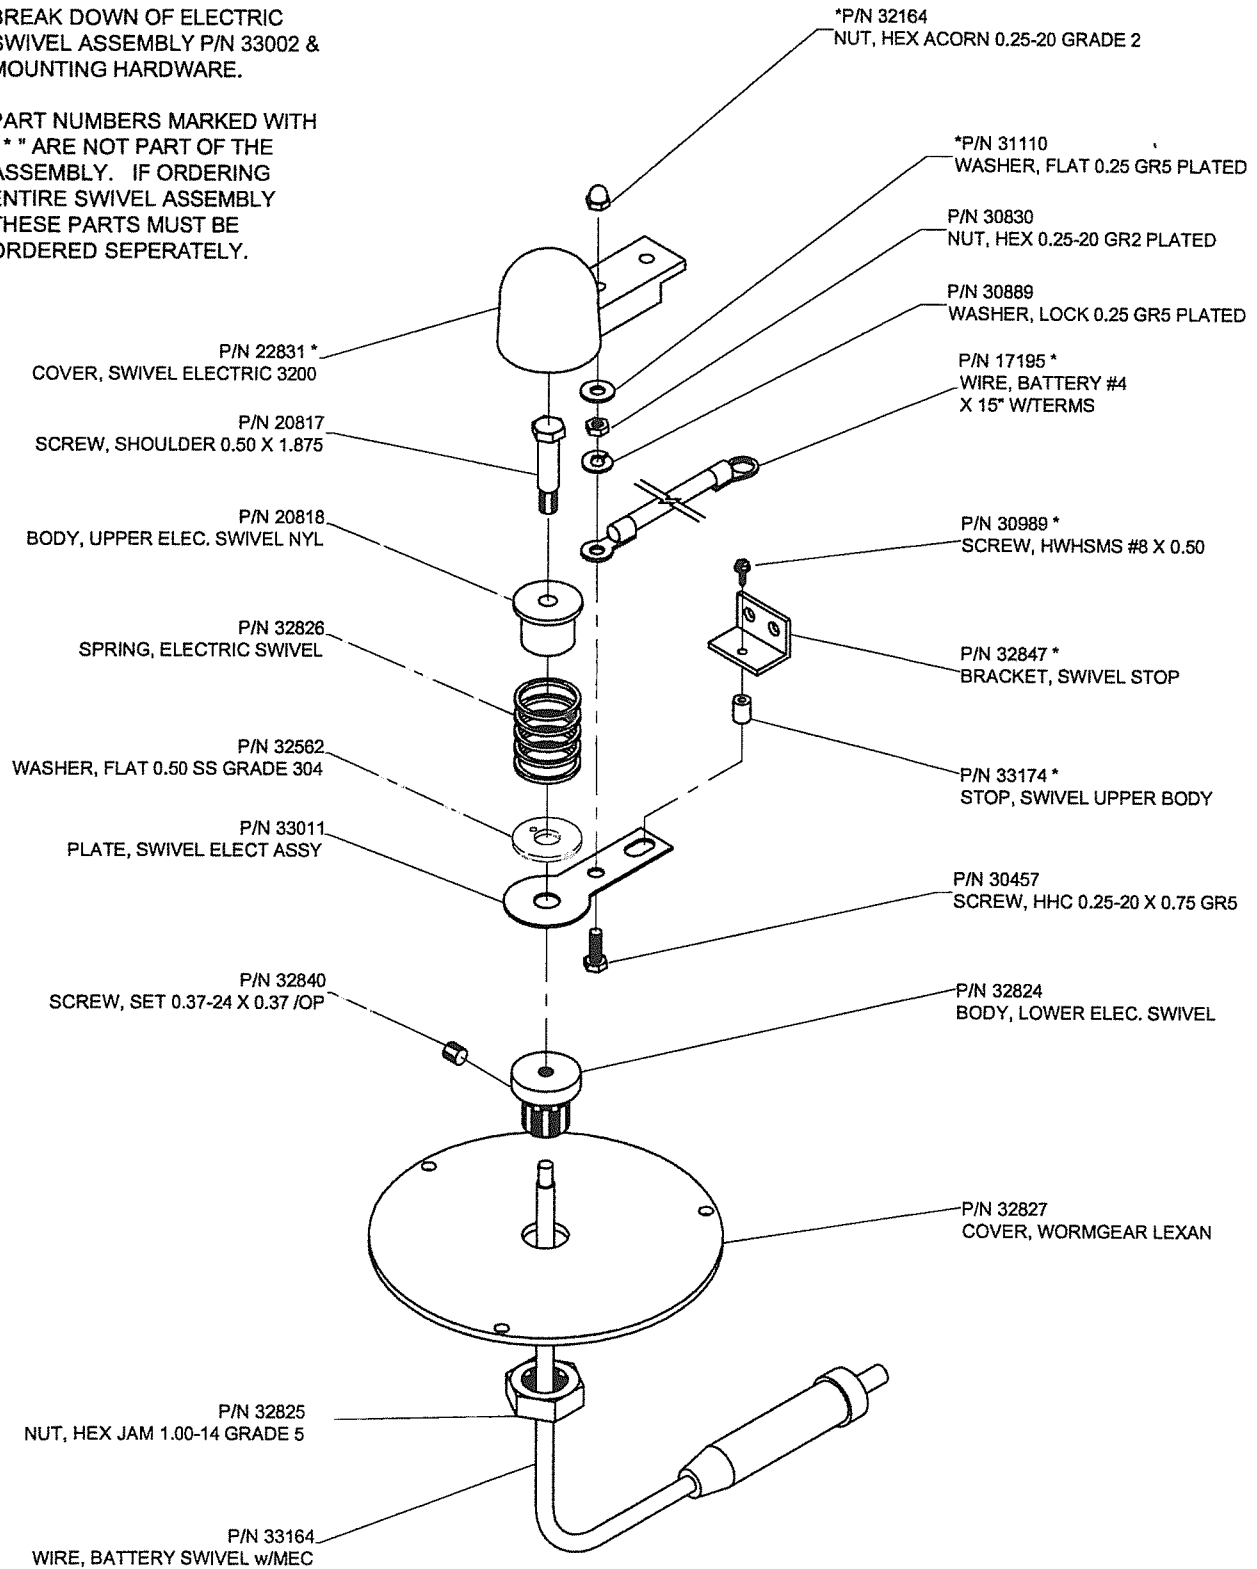 BREAK DOWN OF ELECTRIC
SWIVEL ASSEMBLY P/N 33002 &
MOUNTING HARDWARE.
PART NUMBERS MARKED WITH
" * " ARE NOT PART OF THE
ASSEMBLY. IF ORDERING
ENTIRE SWIVEL ASSEMBLY
THESE PARTS MUST BE
ORDERED SEPERATELY.
*P/N 32164
NUT, HEX ACORN 0.25-20 GRADE 2
*P/N 31110
WASHER, FLAT 0.25 GR5 PLATED
P/N 30830
NUT, HEX 0.25-20 GR2 PLATED
P/N 30889
WASHER, LOCK 0.25 GR5 PLATED
P/N 22831 *
COVER, SWIVEL ELECTRIC 3200
P/N 17195 *
WIRE, BATTERY #4
X 15" W/TERMS
P/N 20817
SCREW, SHOULDER 0.50 X 1.875
P/N 20818
BODY, UPPER ELEC. SWIVEL NYL
P/N 30989 *
SCREW, HWHSMS #8 X 0.50
P/N 32826
SPRING, ELECTRIC SWIVEL
P/N 32847 *
BRACKET, SWIVEL STOP
P/N 32562
WASHER, FLAT 0.50 SS GRADE 304
P/N 33174 *
STOP, SWIVEL UPPER BODY
P/N 33011
PLATE, SWIVEL ELECT ASSY
P/N 30457
SCREW, HHC 0.25-20 X 0.75 GR5
P/N 32840
SCREW, SET 0.37-24 X 0.37 /OP
P/N 32824
BODY, LOWER ELEC. SWIVEL
P/N 32827
COVER, WORMGEAR LEXAN
P/N 32825
NUT, HEX JAM 1.00-14 GRADE 5
P/N 33164
WIRE, BATTERY SWIVEL w/MEC